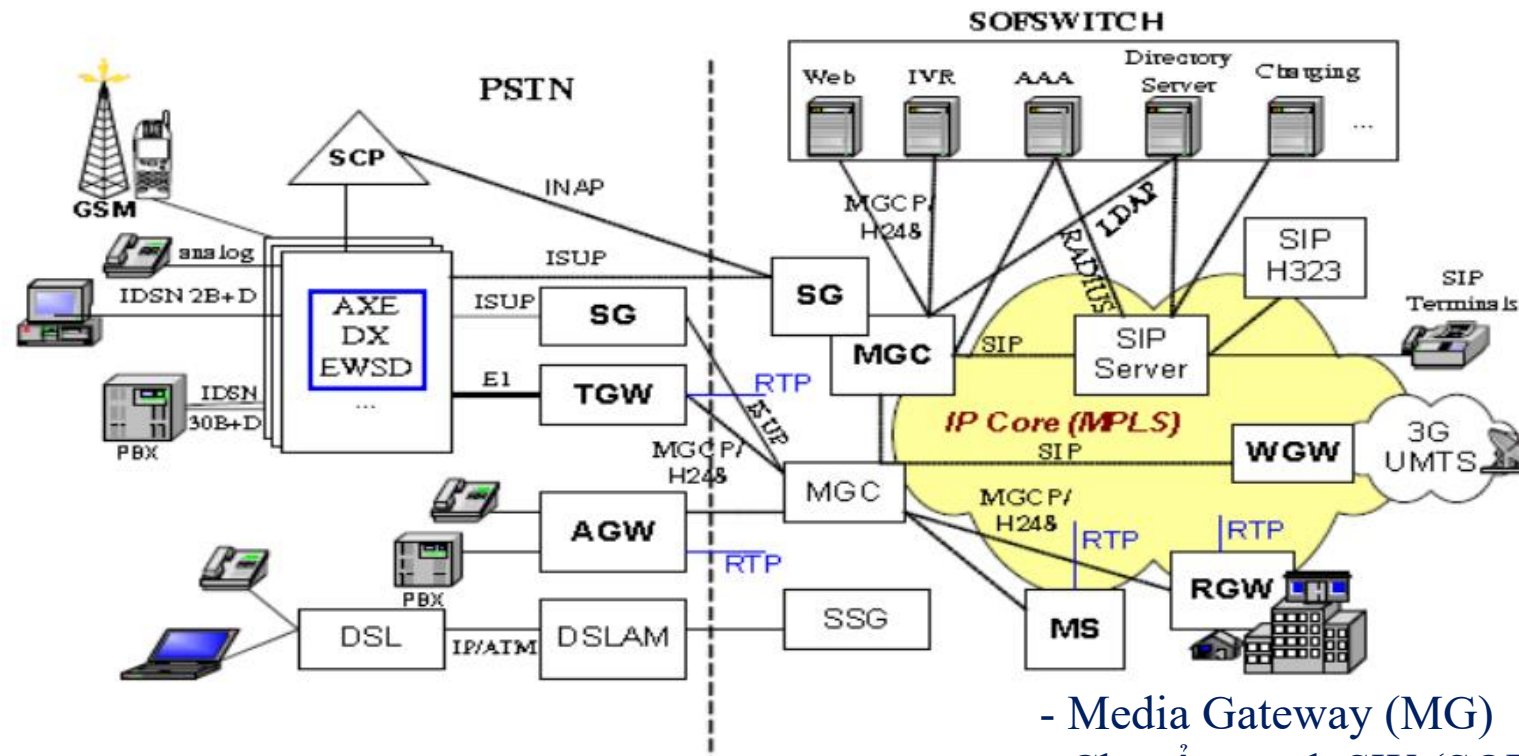 SOFSWITCH
Web
IVR
AAA
Directory
Server
Charging
...
PSTN
SCP
GSM
INAP
MGCP/
H248
LDAP
RADIUS
analog
ISUP
SIP
H323
IDSN 2B+D
AXE
DX
EWSD
...
ISUP
SG
SG
MGC
SIP
SIP
Server
SIP
Terminals
IDSN
30B+D
PBX
E1
TGW
RTP
ISUP
IP Core (MPLS)
SIP
WGW
3G
UMTS
MGCP/
H248
MGC
MGCP/
H248
AGW
RTP
RTP
RTP
PBX
DSL
IP/ATM
DSLAM
SSG
MS
RGW
- Media Gateway (MG)